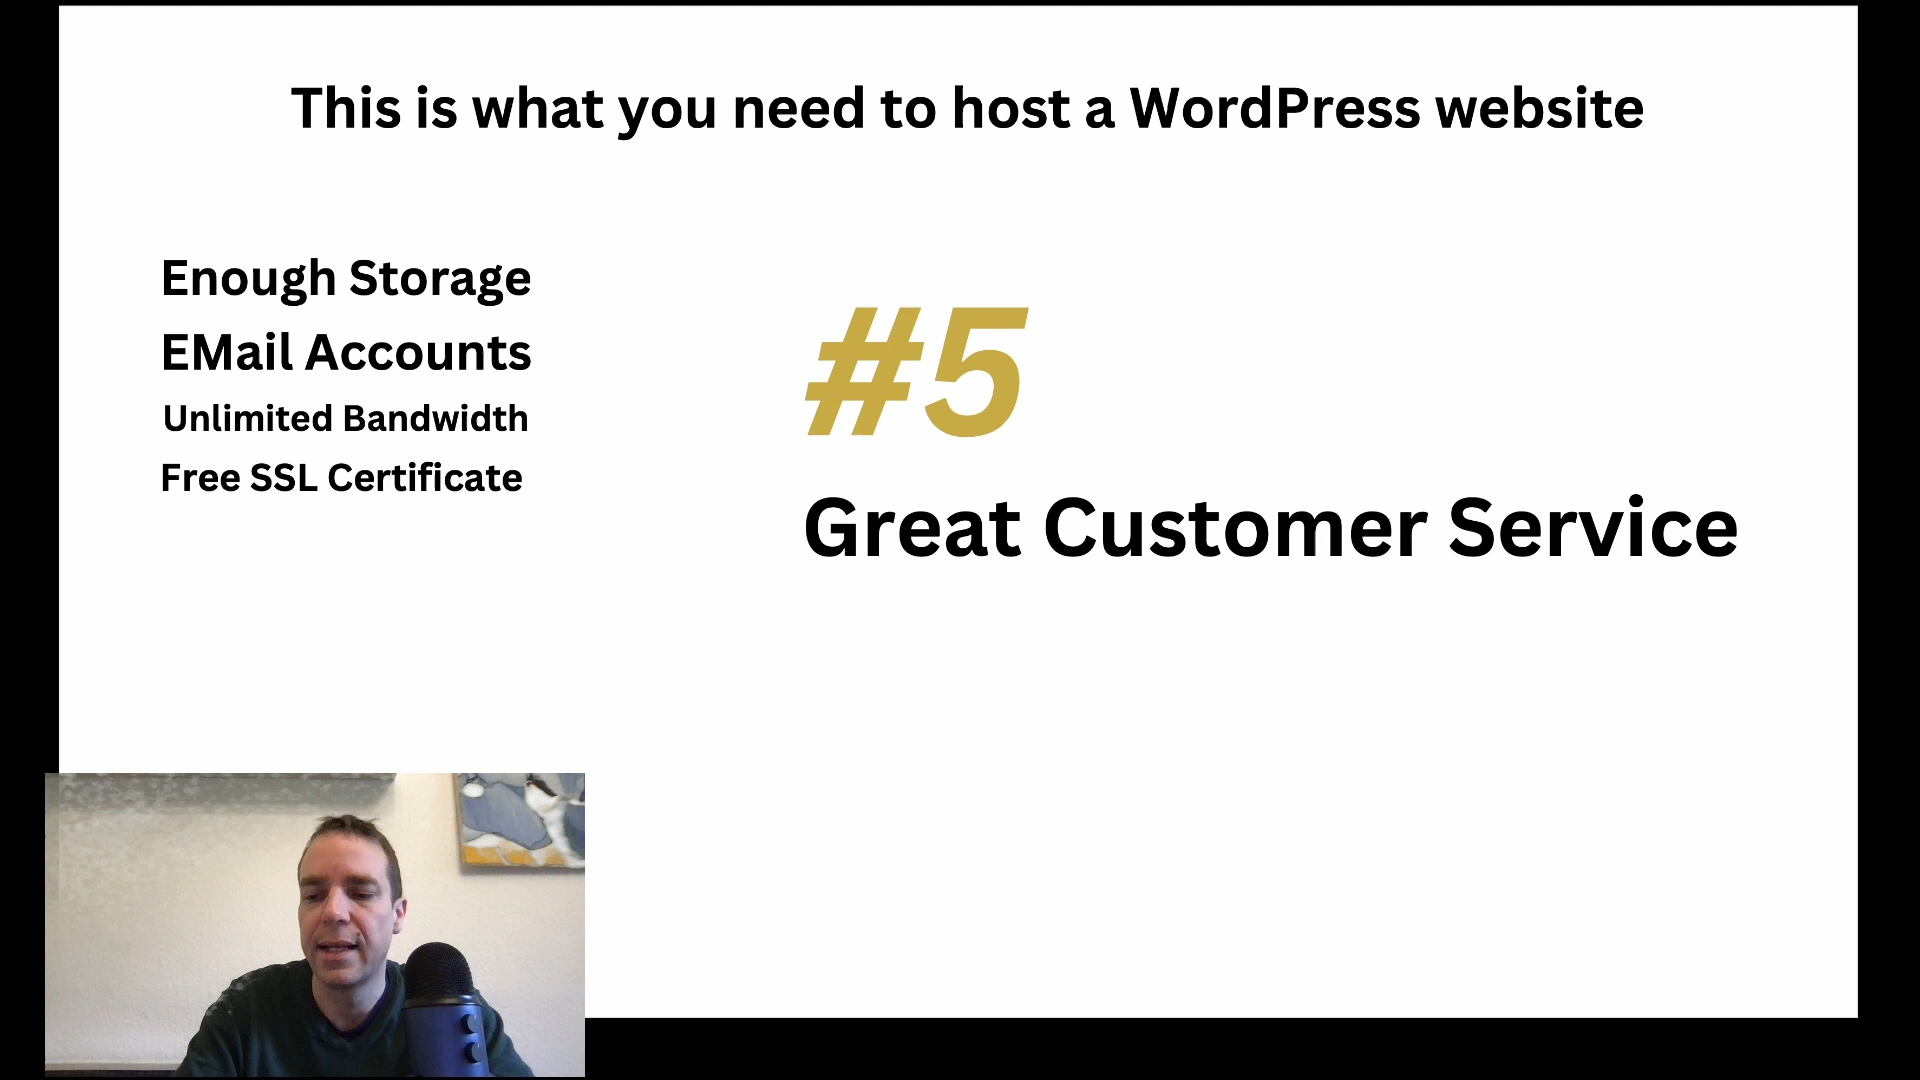 This is what you need to host a WordPress website
Enough Storage
EMail Accounts
Unlimited Bandwidth
Free SSL Certificate
#5
Great Customer Service